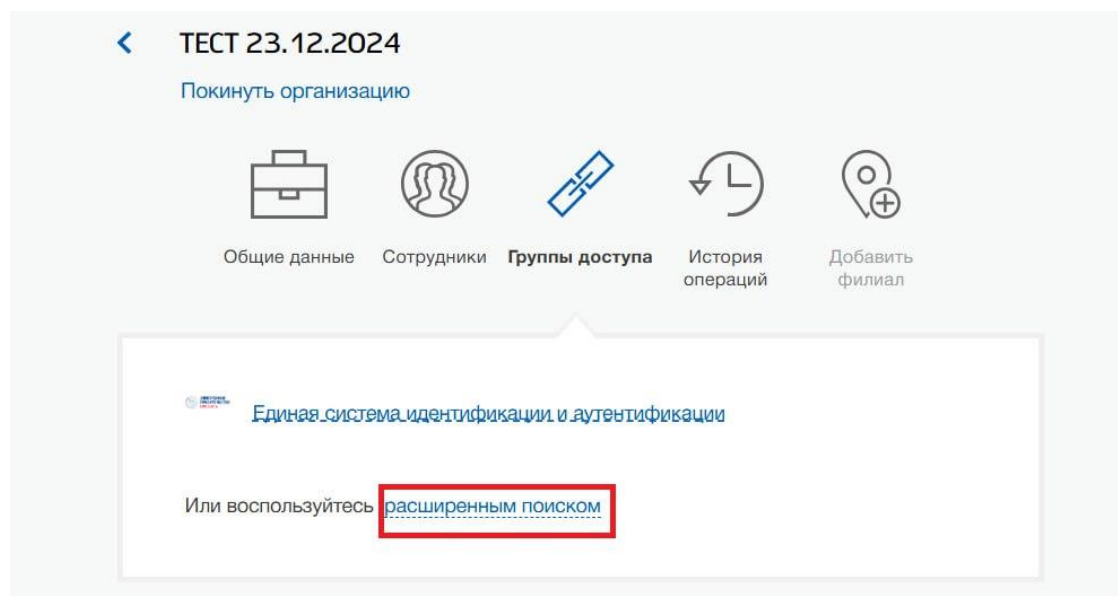 ТЕСТ 23.12.2024
Покинуть организацию
Общие данные
Сотрудники
Группы доступа
История
операций
Добавить
филиал
Единая система идентификации и аутентификации
Или воспользуйтесь расширенным поиском